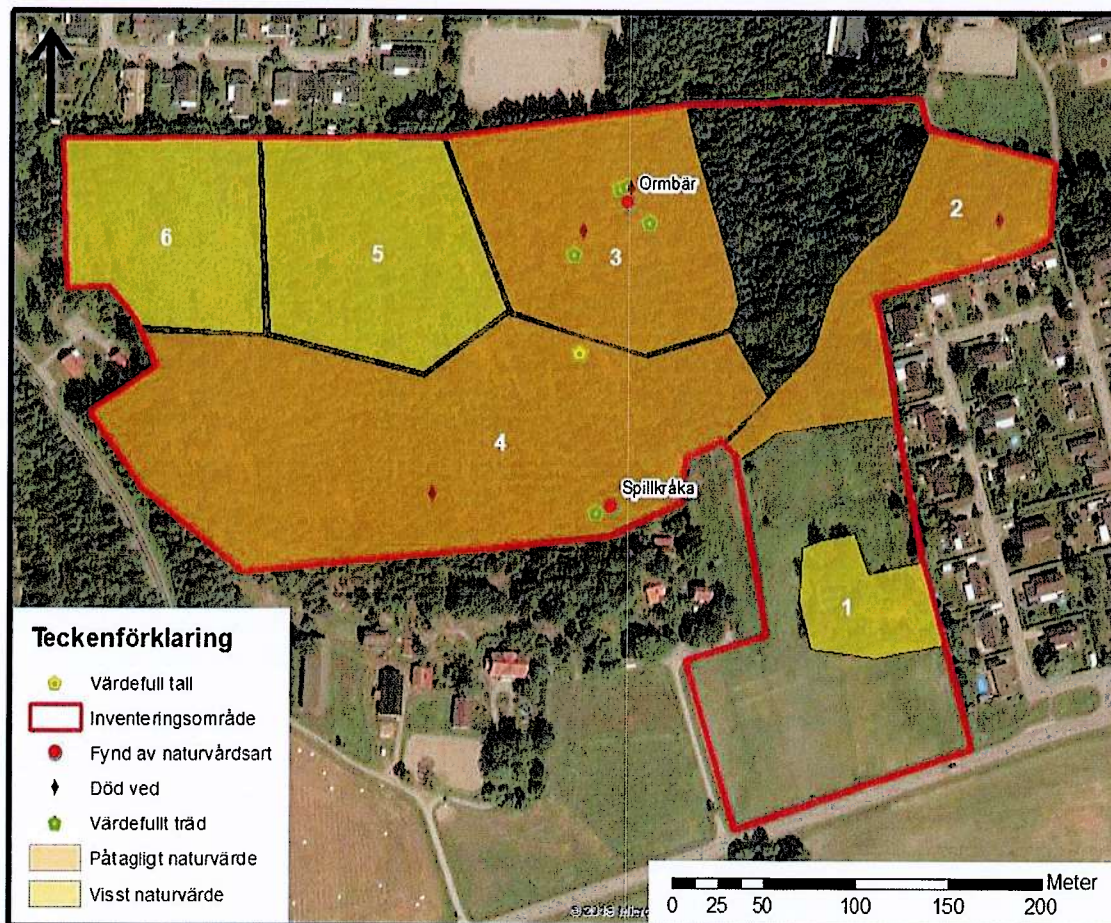 Ormbär
2
6
5
3
4
Spillkråka
1
Teckenförklaring
Värdefull tall
Inventeringsområde
Fynd av naturvårdsart
Död ved
Värdefullt träd
Påtagligt naturvärde
Visst naturvärde
Meter
0 25 50 100 150 200